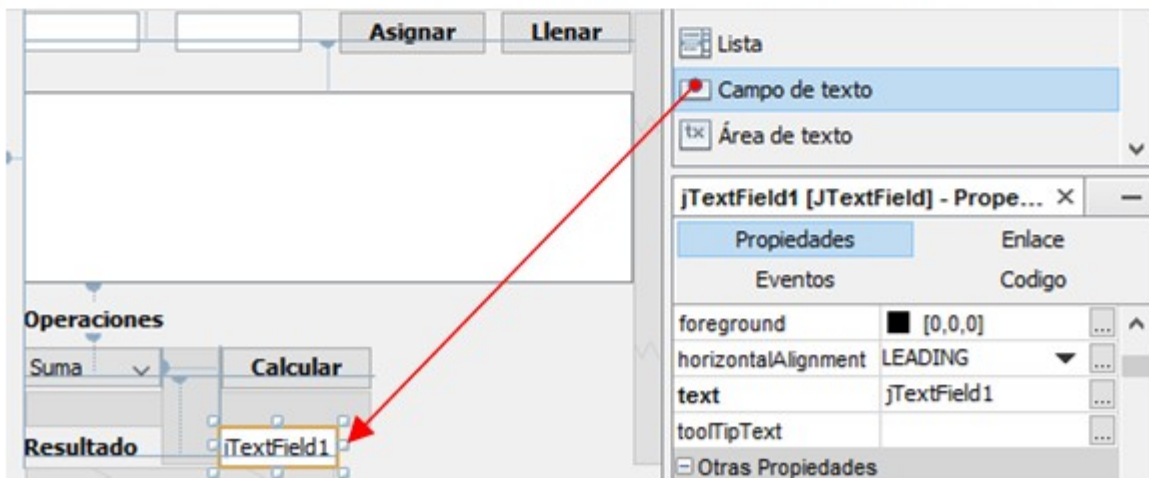 Asignar
Llenar
Operaciones
Suma
Calcular
Resultado
jTextField1
Lista
Campo de texto
Área de texto
jTextField1 [JTextField] - Prope... ×
Propiedades
Enlace
Eventos
Codigo
foreground [0,0,0] ...
horizontalAlignment LEADING ...
text jTextField1 ...
toolTipText ...
Otras Propiedades